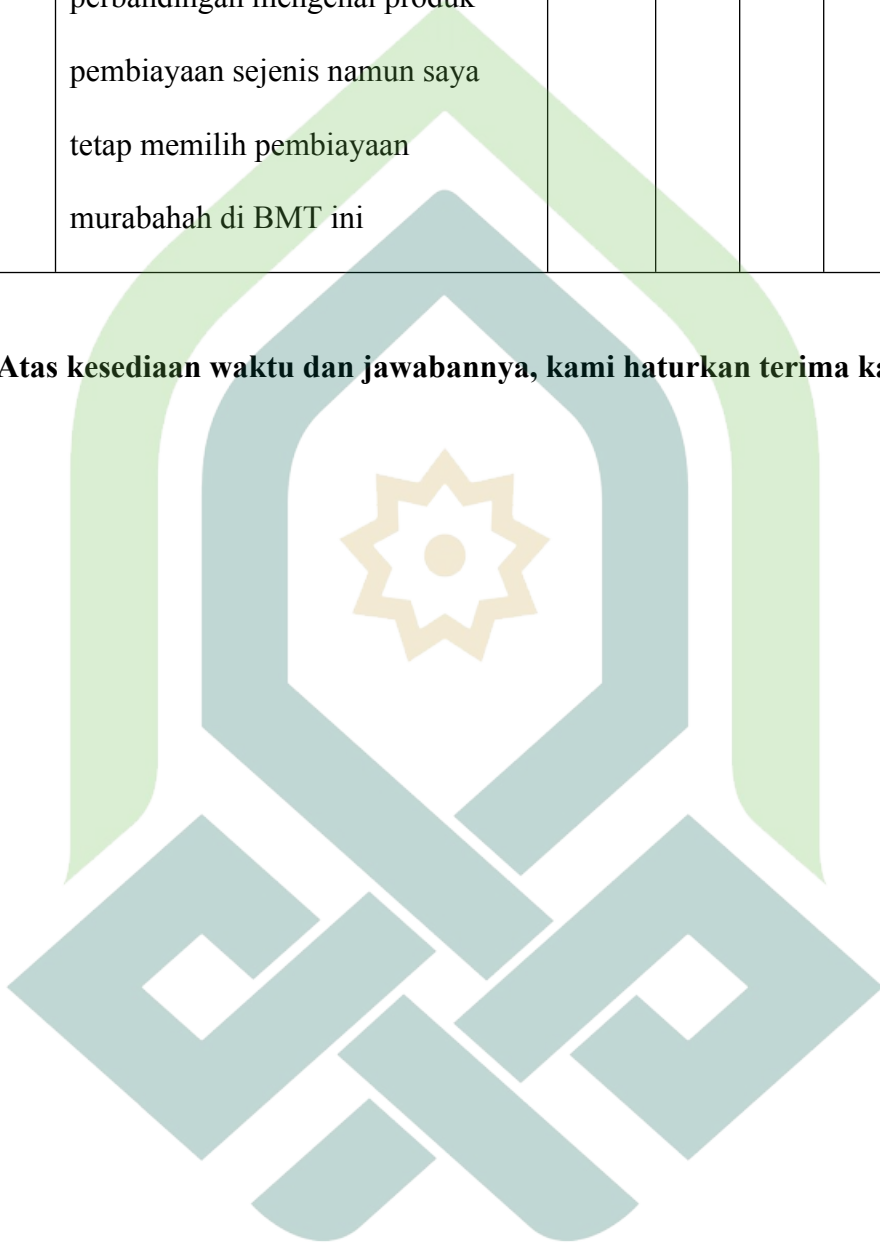 perbandingan mengenai produk
pembiayaan sejenis namun saya
tetap memilih pembiayaan
murabahah di BMT ini
Atas kesediaan waktu dan jawabannya, kami haturkan terima